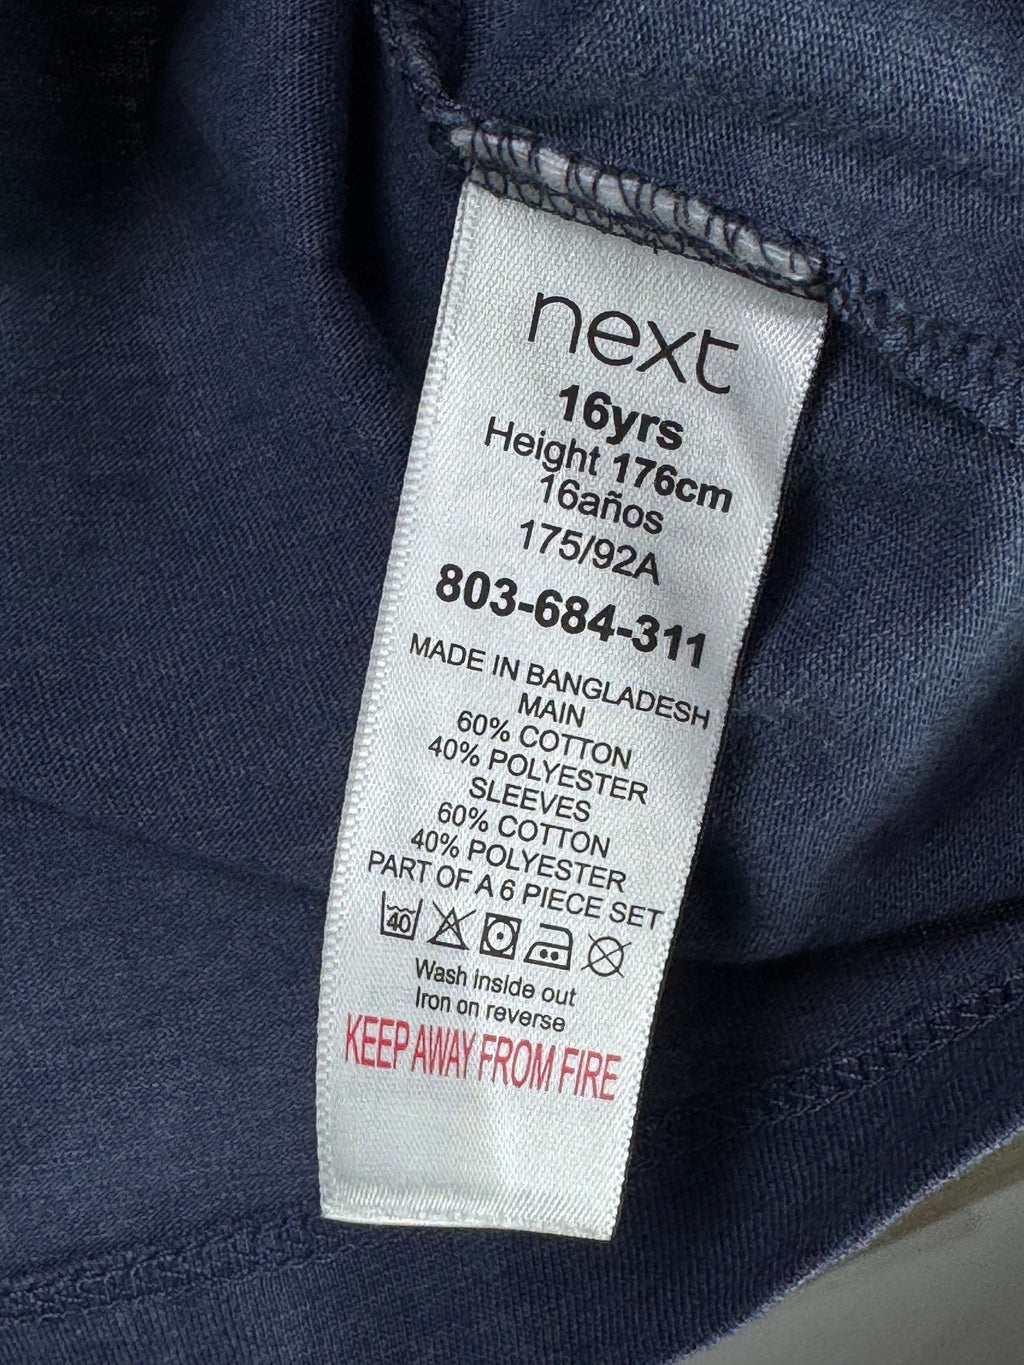 next
16yrs
Height 176cm
16años
175/92A
803-684-311
MADE IN BANGLADESH
MAIN
60% COTTON
40% POLYESTER
SLEEVES
60% COTTON
40% POLYESTER
PART OF A 6 PIECE SET
40
Wash inside out
Iron on reverse
KEEP AWAY FROM FIRE